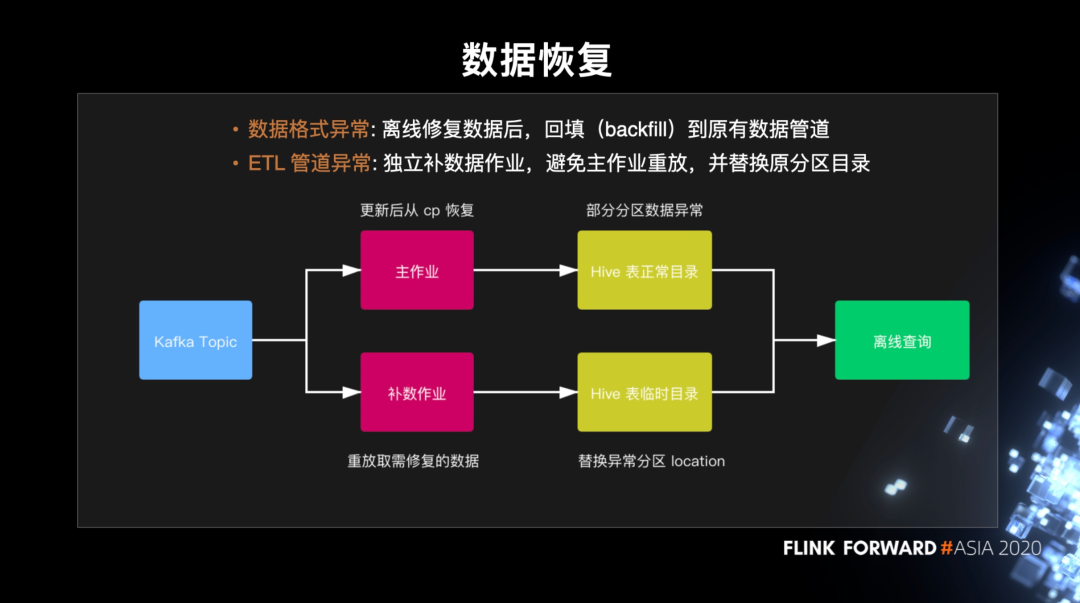 数据恢复
• 数据格式异常: 离线修复数据后，回填（backfill）到原有数据管道
• ETL 管道异常: 独立补数据作业，避免主作业重放，并替换原分区目录
更新后从 cp 恢复
部分分区数据异常
主作业
Hive 表正常目录
Kafka Topic
离线查询
补数作业
Hive 表临时目录
重放取需修复的数据
替换异常分区 location
FLINK FORWARD #ASIA 2020